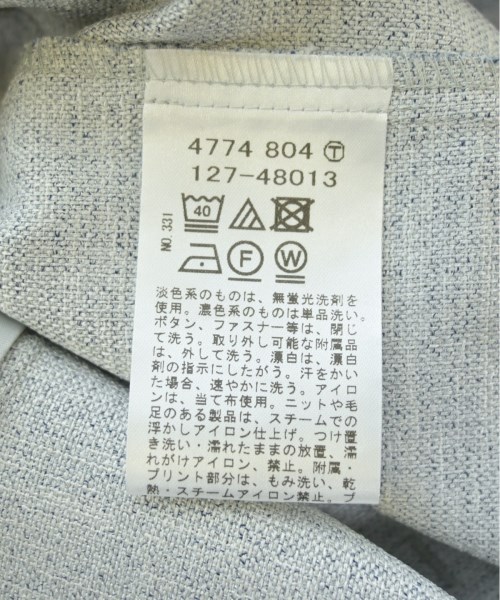 4774 804 Ⓣ
127-48013
NO.331
40
F
W
淡色系のものは、無蛍光洗剤を
使用。濃色系のものは単品洗い。
ボタン、ファスナー等は、閉じ
て洗う。取り外し可能な附属品
は、外して洗う。漂白は、漂白
剤の指示にしたがう。汗をかい
た場合、速やかに洗う。アイロ
ンは、当て布使用。ニットや毛
足のある製品は、スチームでの
浮かしアイロン仕上げ。つけ置
き洗い・濡れたままの放置、濡
れがけアイロン、禁止。附属・
プリント部分は、もみ洗い、乾
熱・スチームアイロン禁止。プ